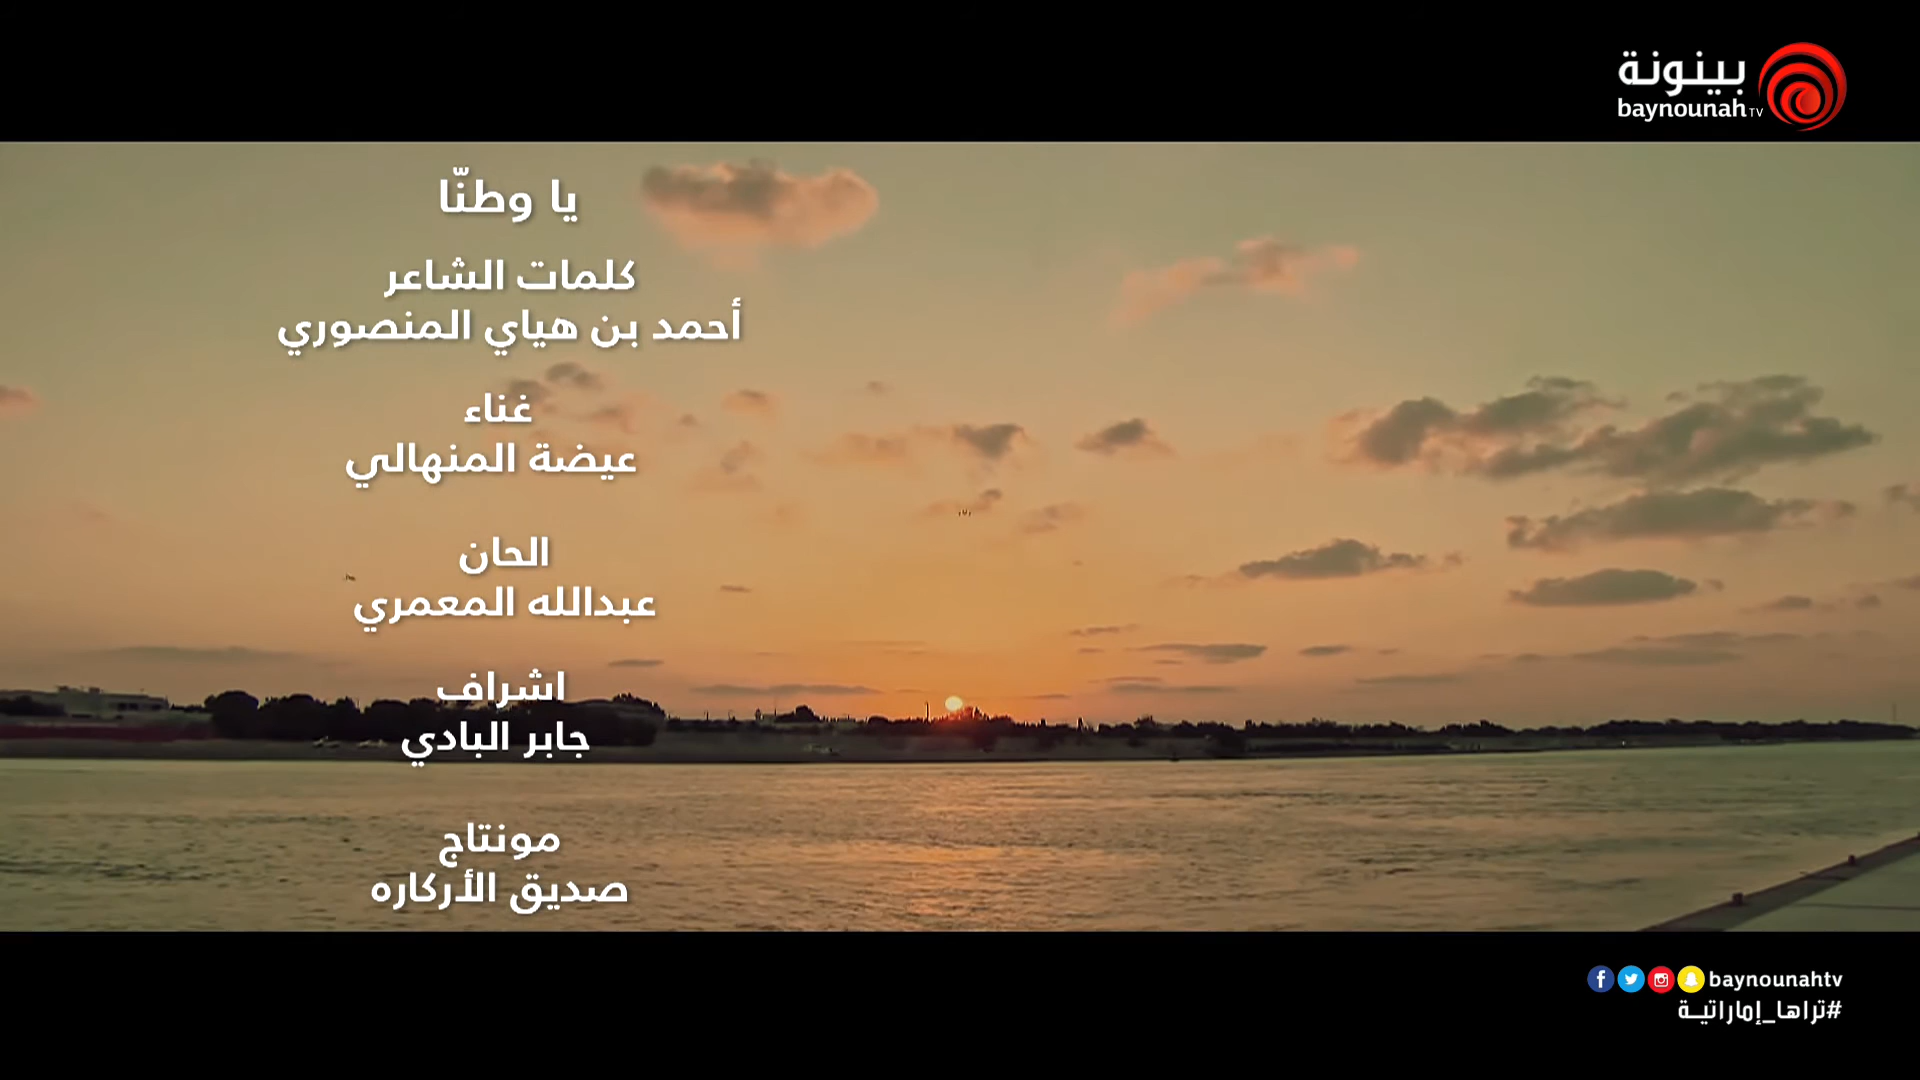 بينونة
baynounah TV
يا وطنّا
كلمات الشاعر
أحمد بن هياي المنصوري
غناء
عيضة المنهالي
الحان
عبدالله المعمري
اشراف
جابر البادي
مونتاج
صديق الأركاره
baynounahtv
#تراها_إماراتيـة